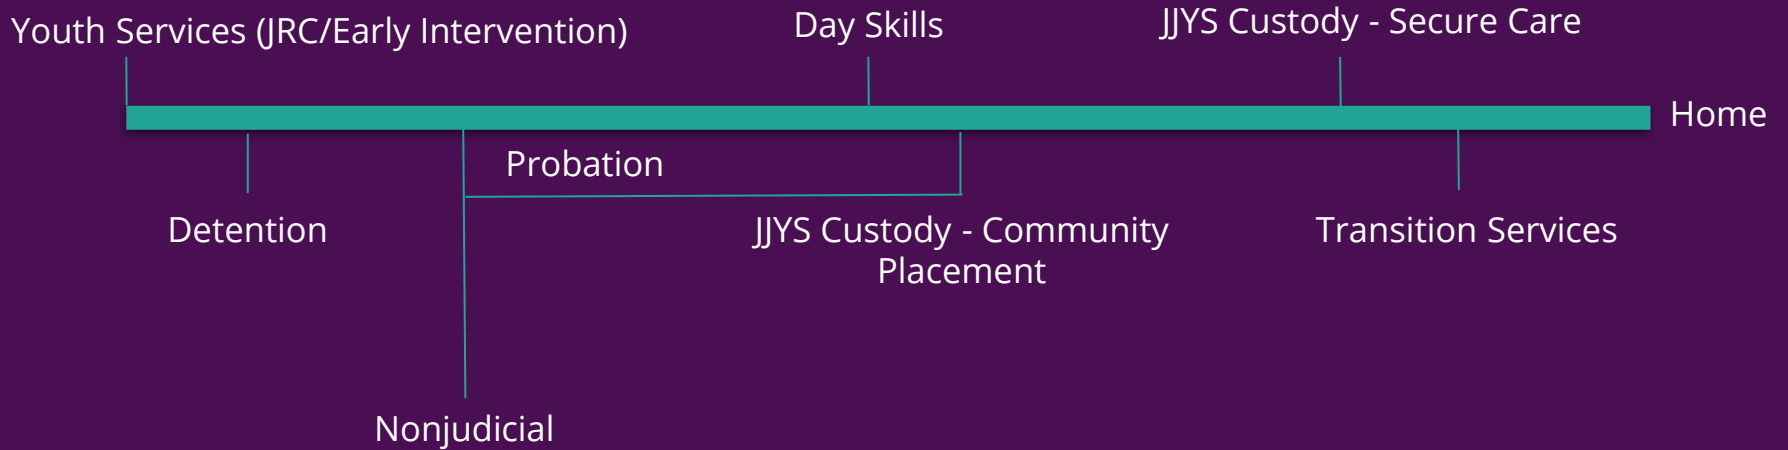 Youth Services (JRC/Early Intervention)
Day Skills
JJYS Custody - Secure Care
Home
Probation
Detention
JJYS Custody - Community
Placement
Transition Services
Nonjudicial